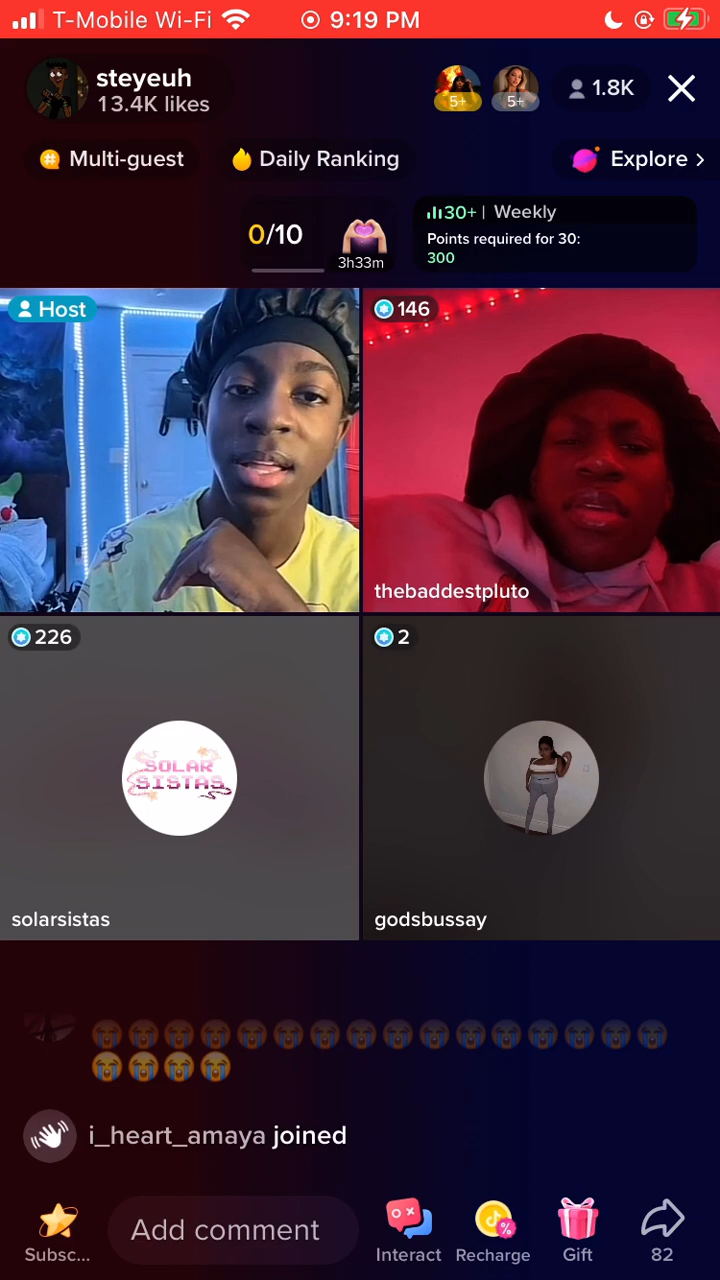 T-Mobile Wi-Fi 9:19 PM
steyeuh
13.4K likes
5+ 5+
1.8K
Multi-guest Daily Ranking Explore
0/10
3h33m
30+ | Weekly
Points required for 30:
300
Host
146
thebaddestpluto
226
SOLAR
SISTAS
solarsistas
2
godsbussay
i_heart_amaya joined
Add comment
Subsc... Interact Recharge Gift 82